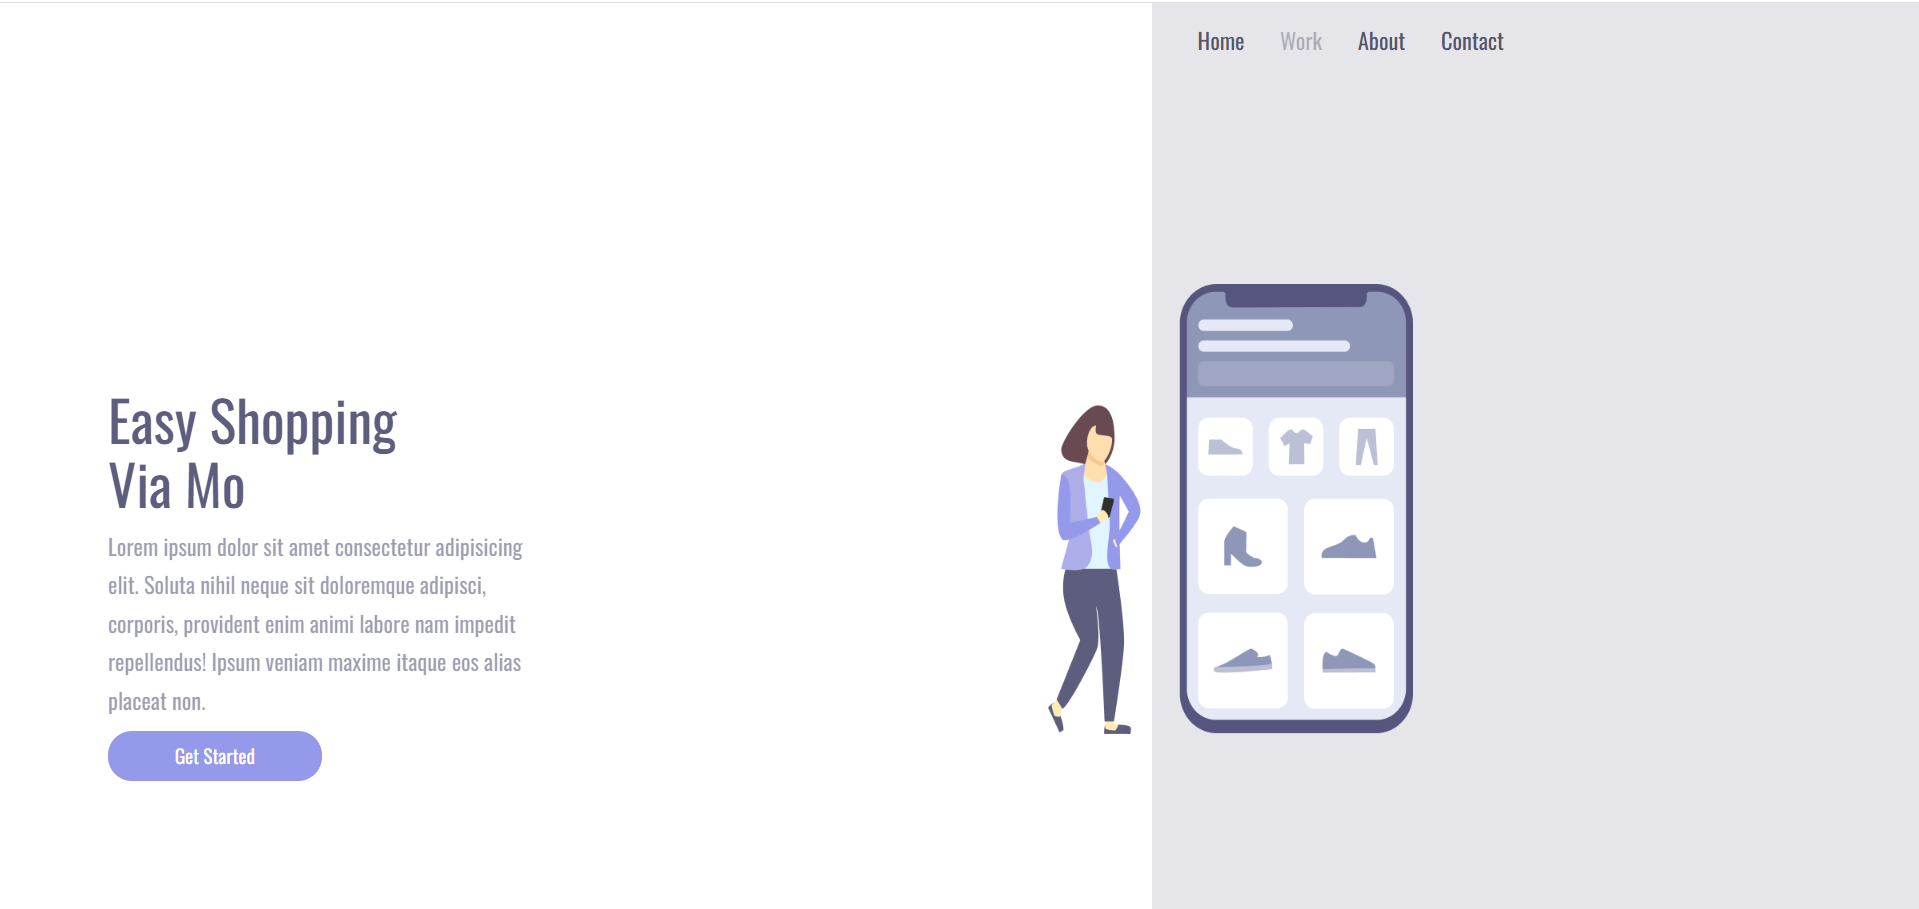 Home Work About Contact
Easy Shopping
Via Mo
Lorem ipsum dolor sit amet consectetur adipisicing
elit. Soluta nihil neque sit doloremque adipisci,
corporis, provident enim animi labore nam impedit
repellendus! Ipsum veniam maxime itaque eos alias
placeat non.
Get Started